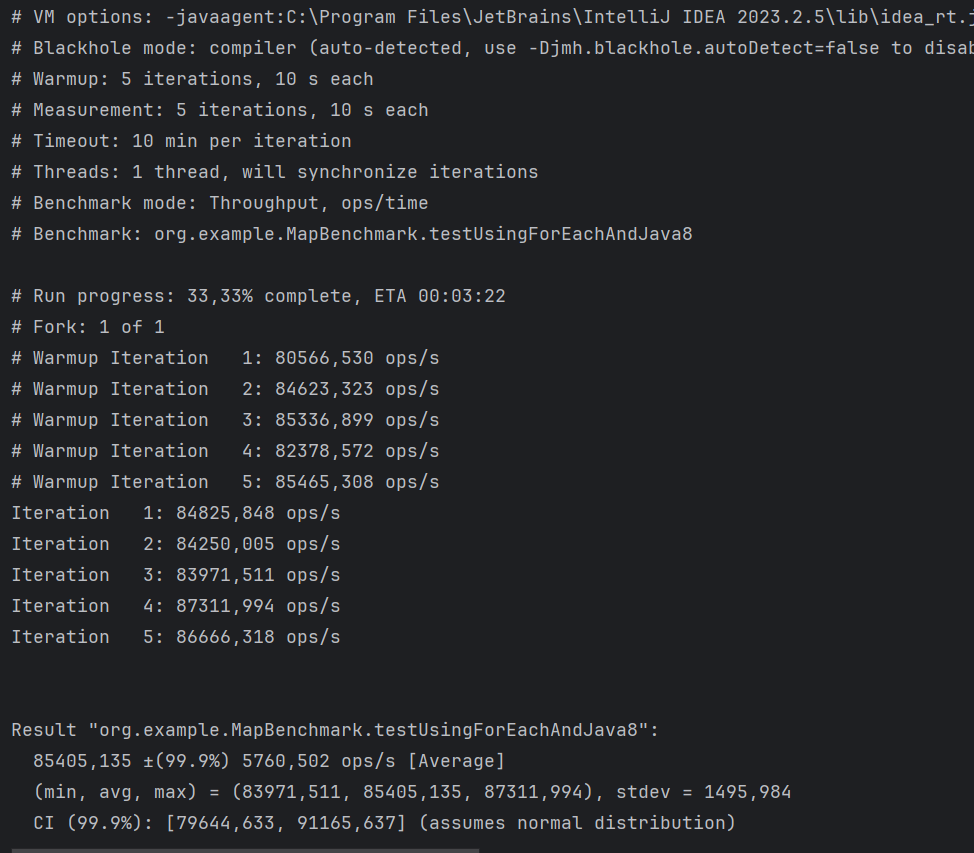 # VM options: -javaagent:C:\Program Files\JetBrains\IntelliJ IDEA 2023.2.5\lib\idea_rt.j
# Blackhole mode: compiler (auto-detected, use -Djmh.blackhole.autoDetect=false to disab
# Warmup: 5 iterations, 10 s each
# Measurement: 5 iterations, 10 s each
# Timeout: 10 min per iteration
# Threads: 1 thread, will synchronize iterations
# Benchmark mode: Throughput, ops/time
# Benchmark: org.example.MapBenchmark.testUsingForEachAndJava8
# Run progress: 33,33% complete, ETA 00:03:22
# Fork: 1 of 1
# Warmup Iteration   1: 80566,530 ops/s
# Warmup Iteration   2: 84623,323 ops/s
# Warmup Iteration   3: 85336,899 ops/s
# Warmup Iteration   4: 82378,572 ops/s
# Warmup Iteration   5: 85465,308 ops/s
Iteration   1: 84825,848 ops/s
Iteration   2: 84250,005 ops/s
Iteration   3: 83971,511 ops/s
Iteration   4: 87311,994 ops/s
Iteration   5: 86666,318 ops/s
Result "org.example.MapBenchmark.testUsingForEachAndJava8":
  85405,135 ±(99.9%) 5760,502 ops/s [Average]
  (min, avg, max) = (83971,511, 85405,135, 87311,994), stdev = 1495,984
  CI (99.9%): [79644,633, 91165,637] (assumes normal distribution)